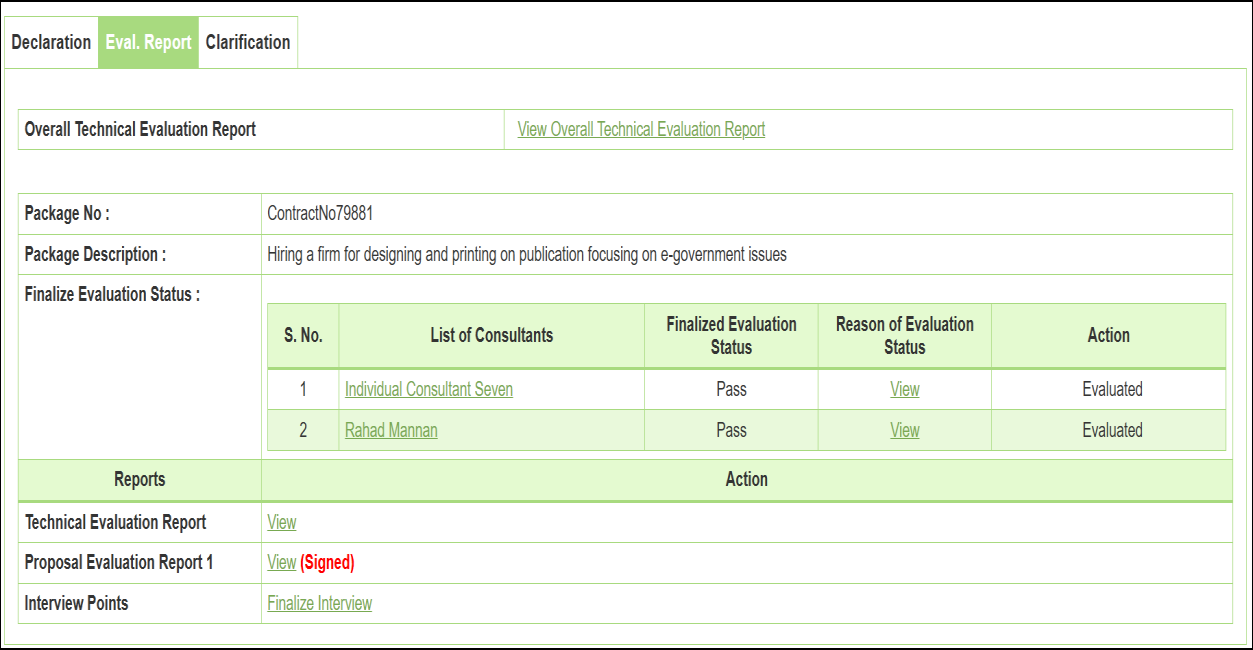 Declaration Eval. Report Clarification
Overall Technical Evaluation Report View Overall Technical Evaluation Report
Package No : ContractNo79881
Package Description : Hiring a firm for designing and printing on publication focusing on e-government issues
Finalize Evaluation Status :
S. No. List of Consultants Finalized Evaluation Status Reason of Evaluation Status Action
1 Individual Consultant Seven Pass View Evaluated
2 Rahad Mannan Pass View Evaluated
Reports Action
Technical Evaluation Report View
Proposal Evaluation Report 1 View (Signed)
Interview Points Finalize Interview